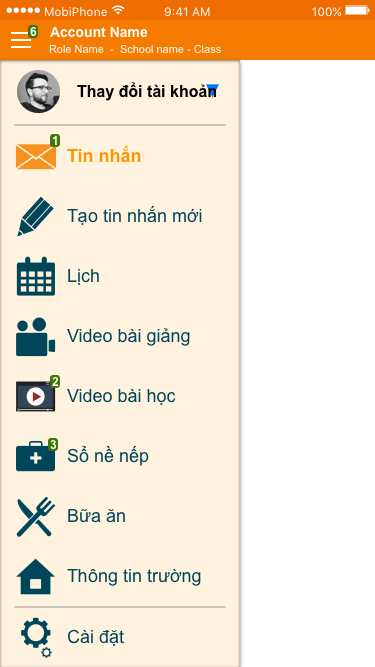 MobiPhone 9:41 AM 100%
6 Account Name
Role Name - School name - Class
Thay đổi tài khoản
1
Tin nhắn
Tạo tin nhắn mới
Lịch
Video bài giảng
2
Video bài học
3
Sổ nề nếp
Bữa ăn
Thông tin trường
Cài đặt